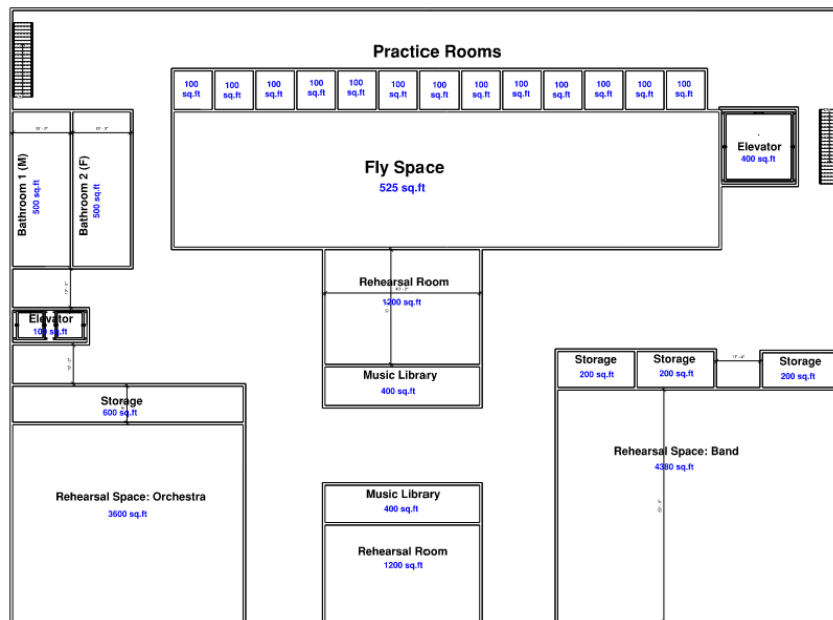 Practice Rooms
100
sq.ft
100
sq.ft
100
sq.ft
100
sq.ft
100
sq.ft
100
sq.ft
100
sq.ft
100
sq.ft
100
sq.ft
100
sq.ft
100
sq.ft
100
sq.ft
100
sq.ft
Bathroom 1 (M)
500 sq.ft
Bathroom 2 (F)
500 sq.ft
Fly Space
525 sq.ft
Elevator
400 sq.ft
Rehearsal Room
1200 sq.ft
Elevator
100 sq.ft
Music Library
400 sq.ft
Storage
200 sq.ft
Storage
200 sq.ft
Storage
200 sq.ft
Storage
600 sq.ft
Rehearsal Space: Band
4380 sq.ft
Rehearsal Space: Orchestra
3600 sq.ft
Music Library
400 sq.ft
Rehearsal Room
1200 sq.ft